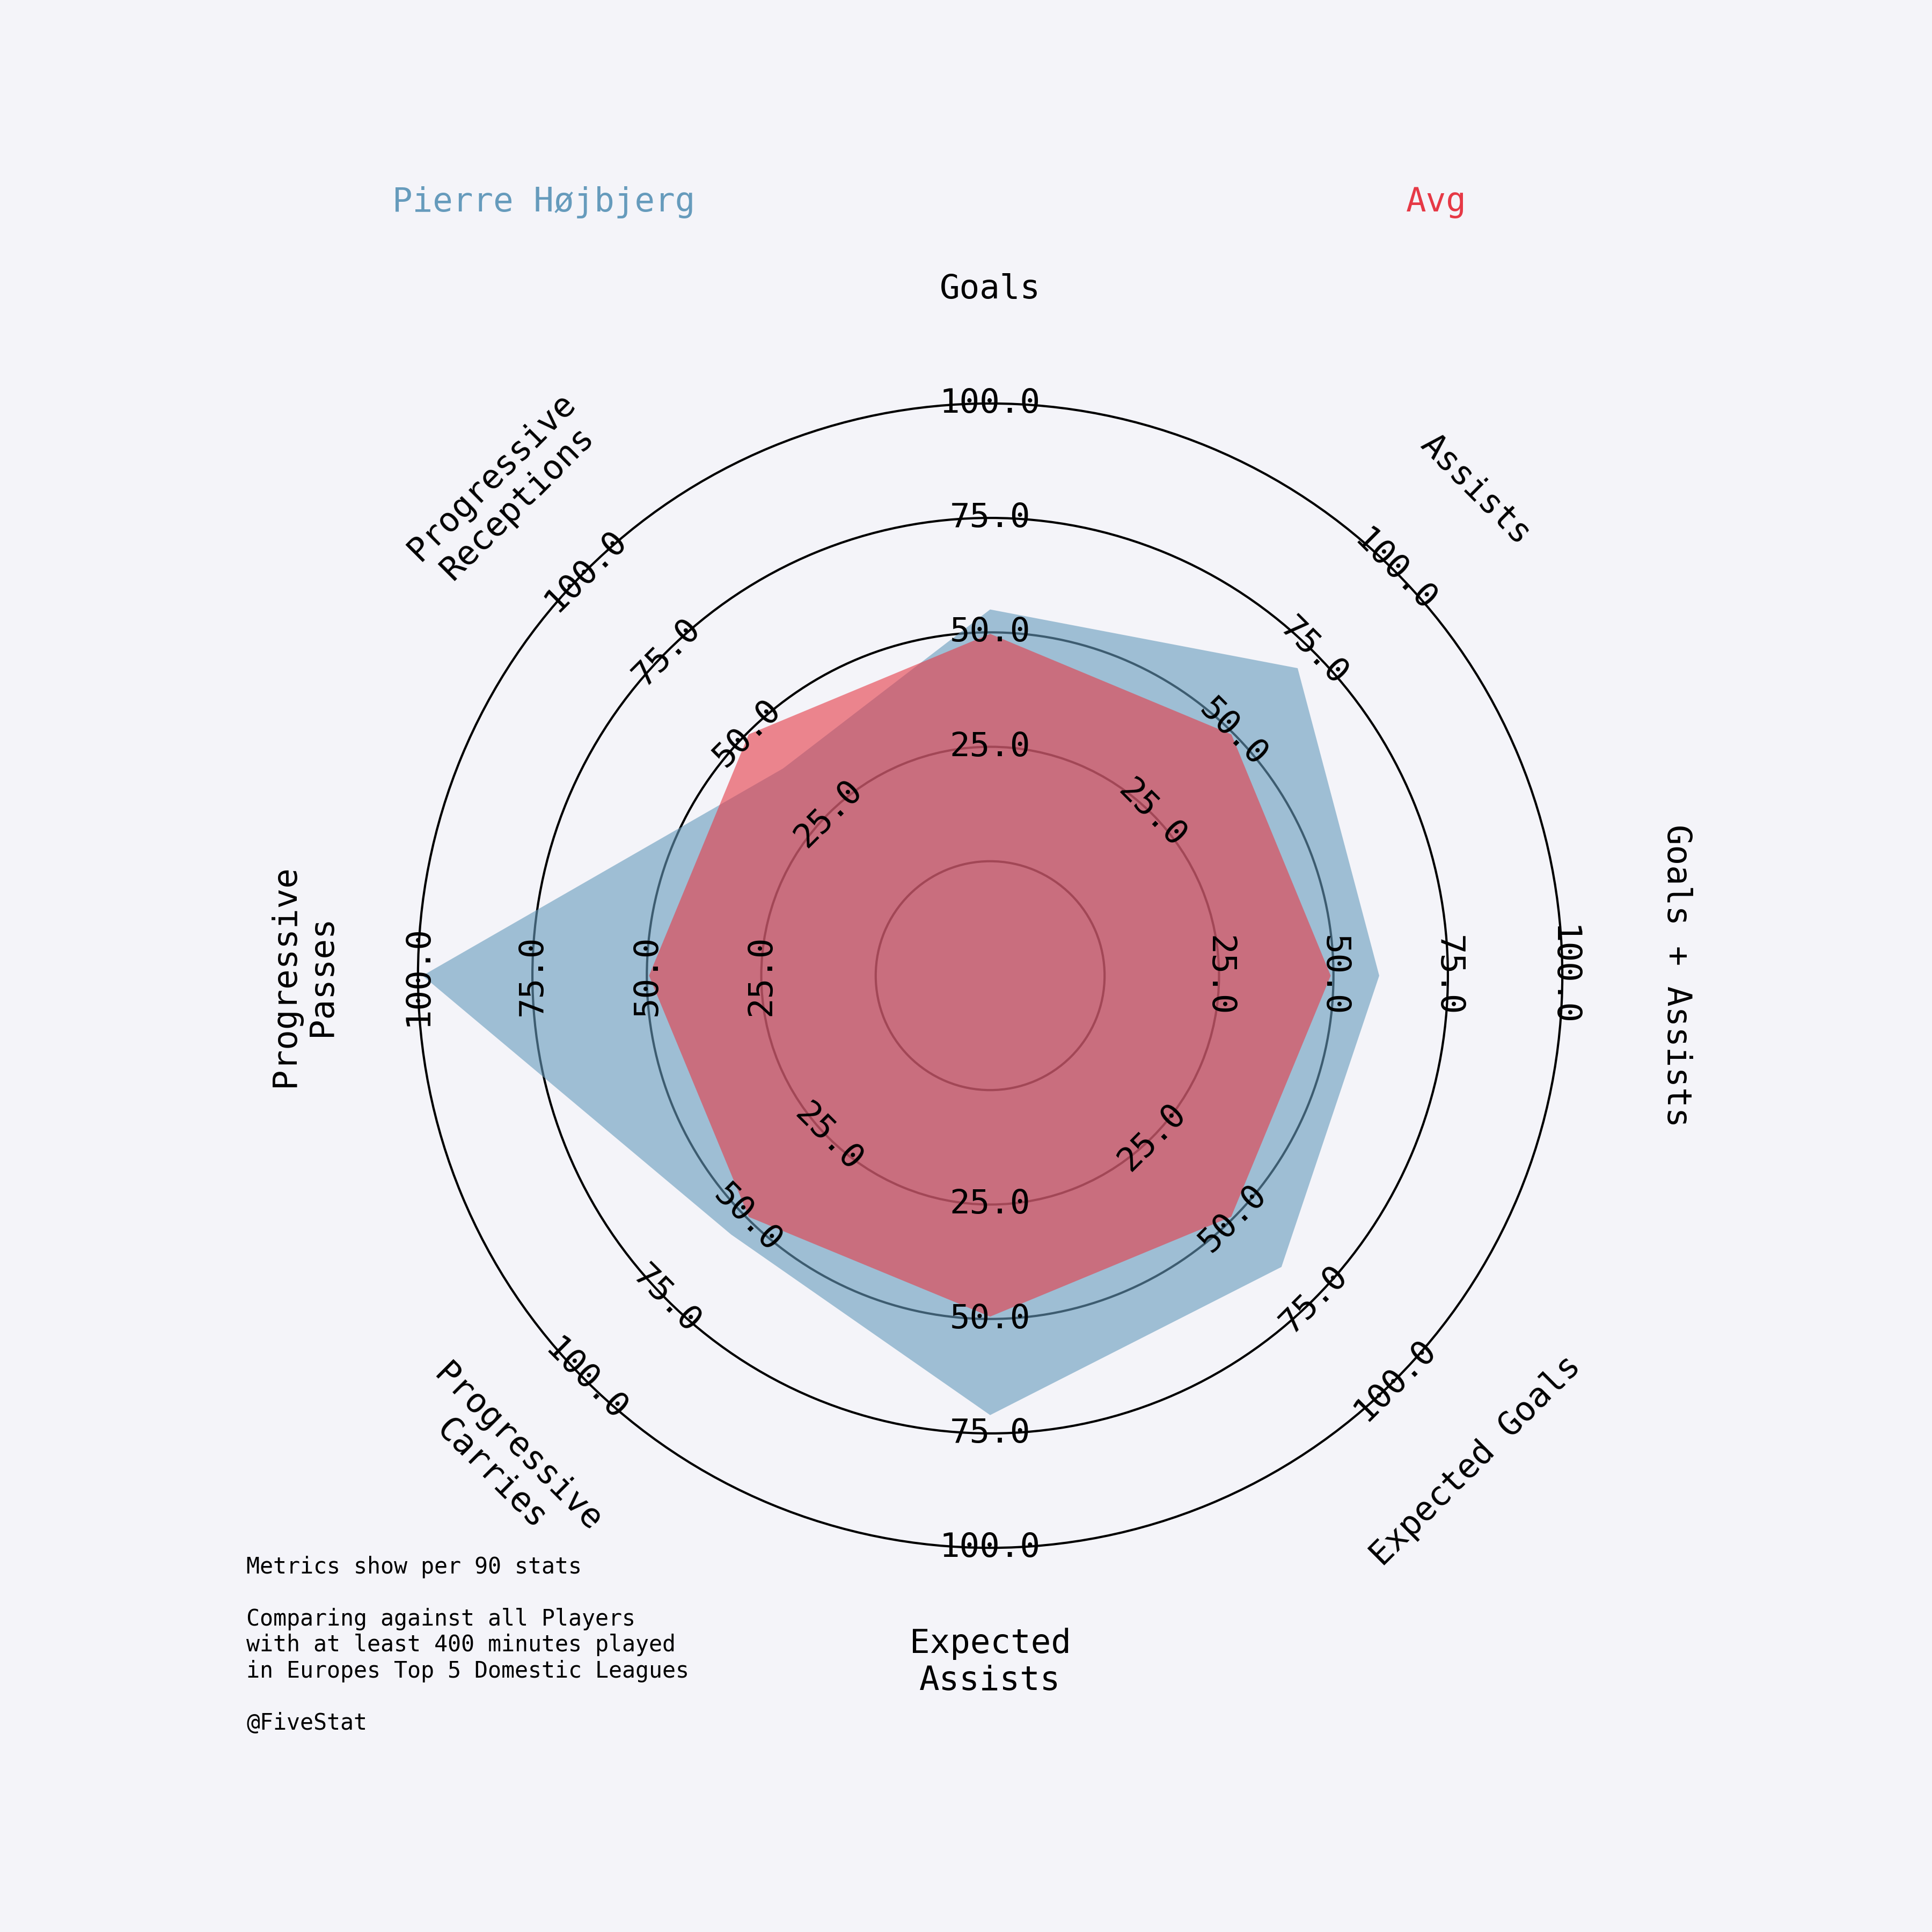 Pierre Højbjerg
Avg
Goals
Assists
Goals + Assists
Expected Goals
Expected
Assists
Progressive
Carries
Progressive
Passes
Progressive
Receptions
25.0
50.0
75.0
100.0
25.0
50.0
75.0
100.0
25.0
50.0
75.0
100.0
25.0
50.0
75.0
100.0
25.0
50.0
75.0
100.0
25.0
50.0
75.0
100.0
25.0
50.0
75.0
100.0
25.0
50.0
75.0
100.0
Metrics show per 90 stats
Comparing against all Players
with at least 400 minutes played
in Europes Top 5 Domestic Leagues
@FiveStat